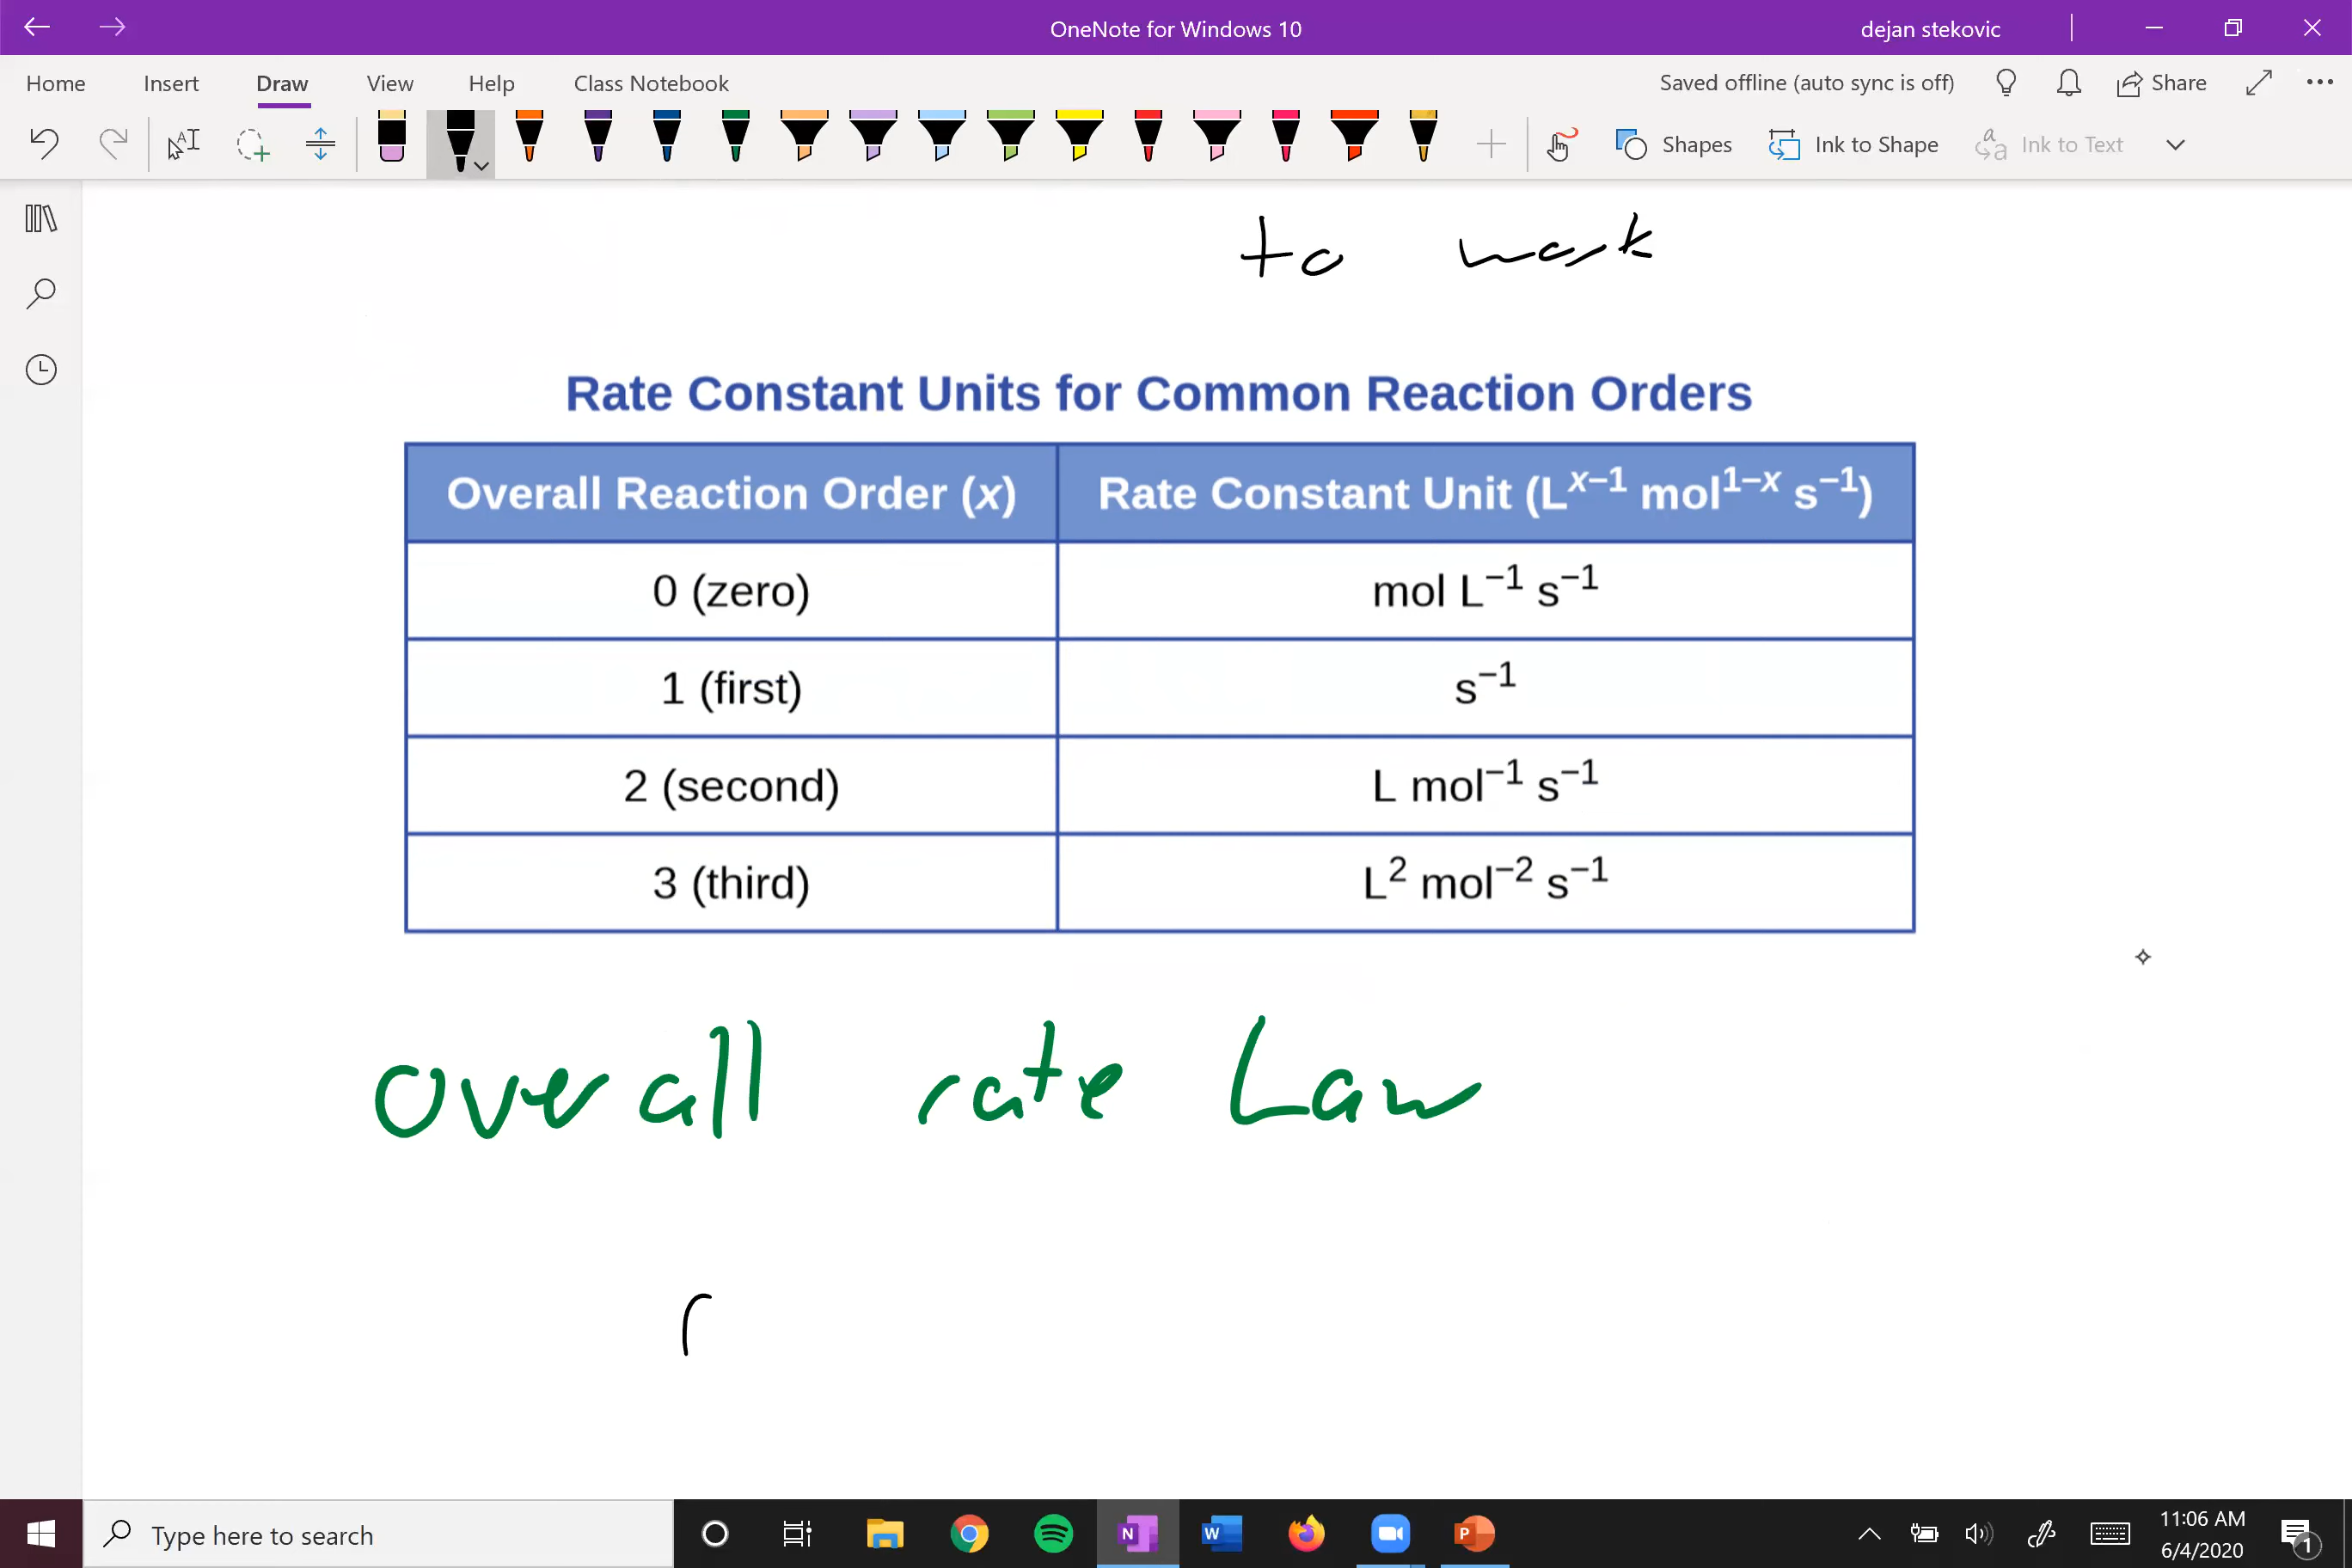 OneNote for Windows 10 dejan stekovic
Home Insert Draw View Help Class Notebook Saved offline (auto sync is off) Share
Shapes Ink to Shape Ink to Text
to work
Rate Constant Units for Common Reaction Orders
Overall Reaction Order (x) Rate Constant Unit (Lˣ⁻¹ mol¹⁻ˣ s⁻¹)
0 (zero) mol L⁻¹ s⁻¹
1 (first) s⁻¹
2 (second) L mol⁻¹ s⁻¹
3 (third) L² mol⁻² s⁻¹
overall rate Law
Type here to search 11:06 AM
6/4/2020 1